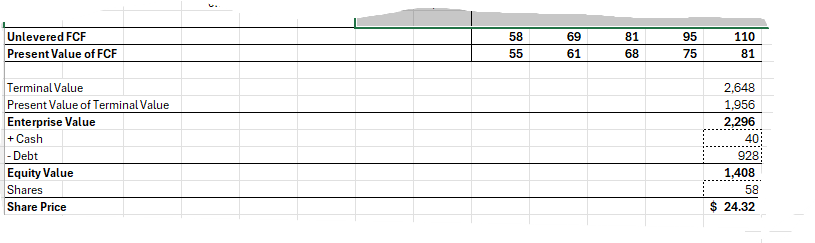 Unlevered FCF 58 69 81 95 110
Present Value of FCF 55 61 68 75 81
Terminal Value 2,648
Present Value of Terminal Value 1,956
Enterprise Value 2,296
+ Cash 40
- Debt 928
Equity Value 1,408
Shares 58
Share Price $ 24.32